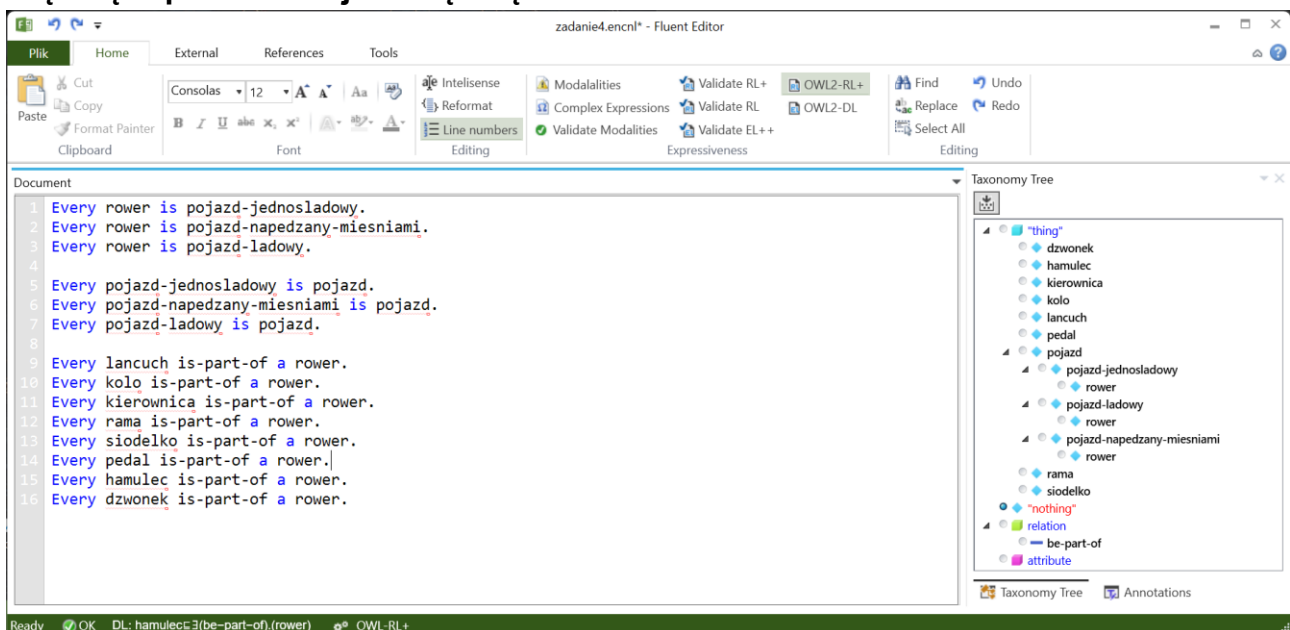 zadanie4.encnl* - Fluent Editor
Plik Home External References Tools
Cut Consolas 12 A A Aa aje Intelisense Modalalities Validate RL+ OWL2-RL+ Find Undo
Paste Copy Reformat Complex Expressions Validate RL OWL2-DL Replace Redo
Format Painter B I U abc x, x² A Line numbers Validate Modalities Validate EL++ Select All
Clipboard Font Editing Expressiveness Editing
Document
1 Every rower is pojazd-jednosladowy.
2 Every rower is pojazd-napedzany-miesniami.
3 Every rower is pojazd-ladowy.
4
5 Every pojazd-jednosladowy is pojazd.
6 Every pojazd-napedzany-miesniami is pojazd.
7 Every pojazd-ladowy is pojazd.
8
9 Every lancuch is-part-of a rower.
10 Every kolo is-part-of a rower.
11 Every kierownica is-part-of a rower.
12 Every rama is-part-of a rower.
13 Every siodelko is-part-of a rower.
14 Every pedal is-part-of a rower.
15 Every hamulec is-part-of a rower.
16 Every dzwonek is-part-of a rower.
Taxonomy Tree
"thing"
dzwonek
hamulec
kierownica
kolo
lancuch
pedal
pojazd
pojazd-jednosladowy
rower
pojazd-ladowy
rower
pojazd-napedzany-miesniami
rower
rama
siodelko
"nothing"
relation
be-part-of
attribute
Taxonomy Tree Annotations
Ready OK DL: hamulec⊑∃(be-part-of).(rower) OWL-RL+